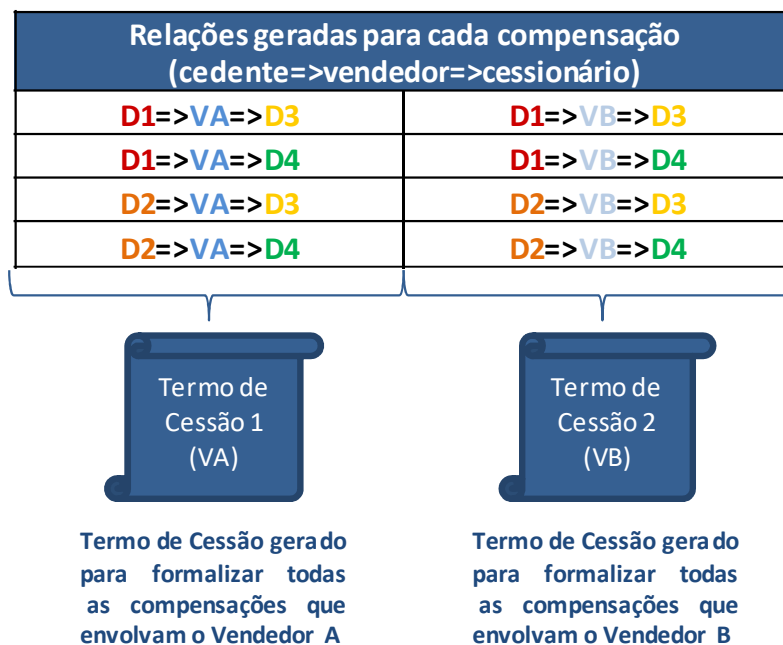 Relações geradas para cada compensação
(cedente=>vendedor=>cessionário)
D1=>VA=>D3 D1=>VB=>D3
D1=>VA=>D4 D1=>VB=>D4
D2=>VA=>D3 D2=>VB=>D3
D2=>VA=>D4 D2=>VB=>D4
Termo de
Cessão 1
(VA)
Termo de
Cessão 2
(VB)
Termo de Cessão gerado
para formalizar todas
as compensações que
envolvam o Vendedor A
Termo de Cessão gerado
para formalizar todas
as compensações que
envolvam o Vendedor B